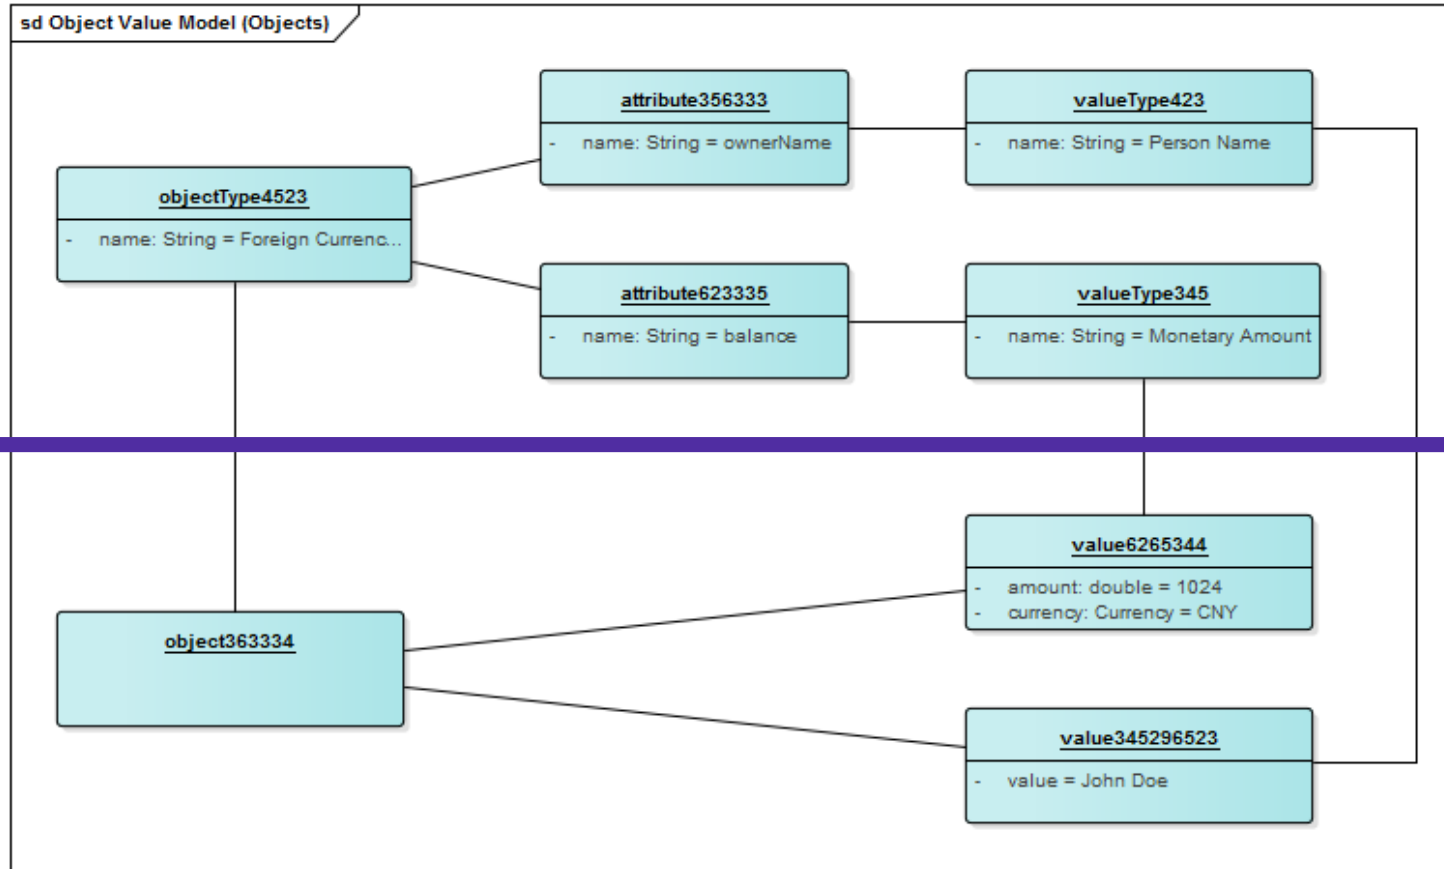 sd Object Value Model (Objects)
attribute356333
- name: String = ownerName
valueType423
- name: String = Person Name
objectType4523
- name: String = Foreign Currenc...
attribute623335
- name: String = balance
valueType345
- name: String = Monetary Amount
value6265344
- amount: double = 1024
- currency: Currency = CNY
object363334
value345296523
- value = John Doe